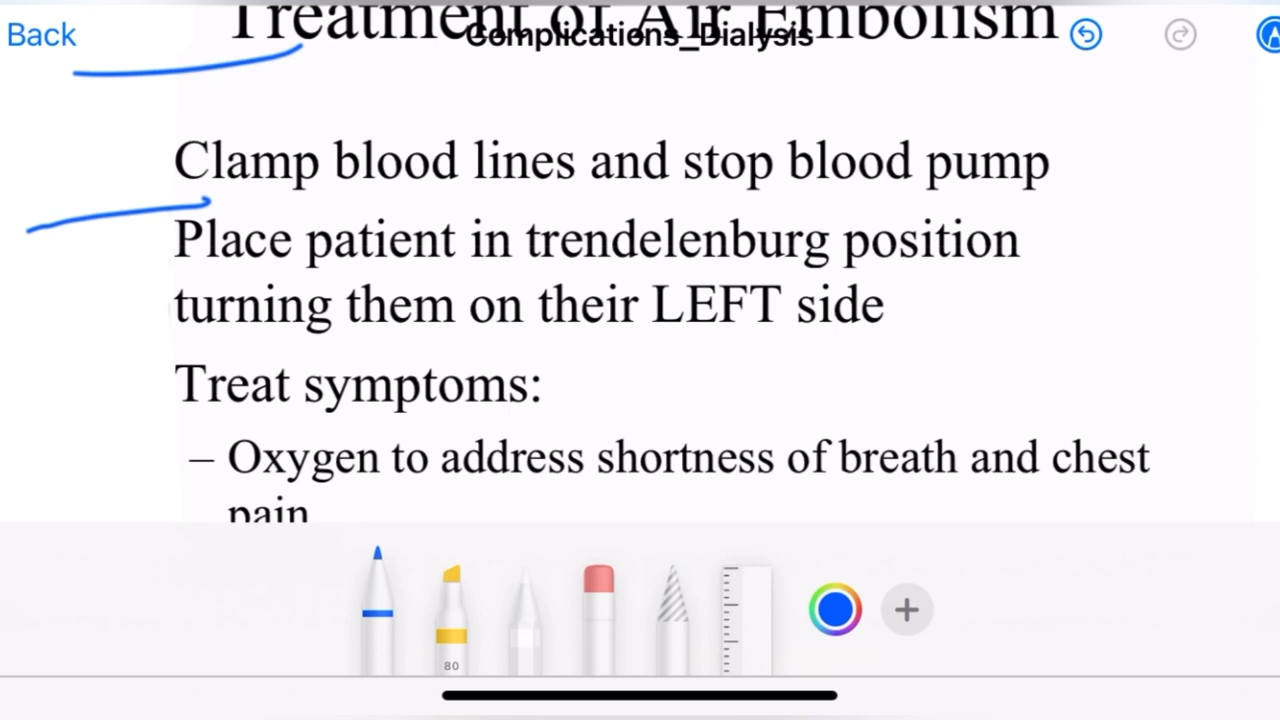 Treatment of Air Embolism
Back
Complications_Dialysis
Clamp blood lines and stop blood pump
Place patient in trendelenburg position
turning them on their LEFT side
Treat symptoms:
– Oxygen to address shortness of breath and chest
pain
80